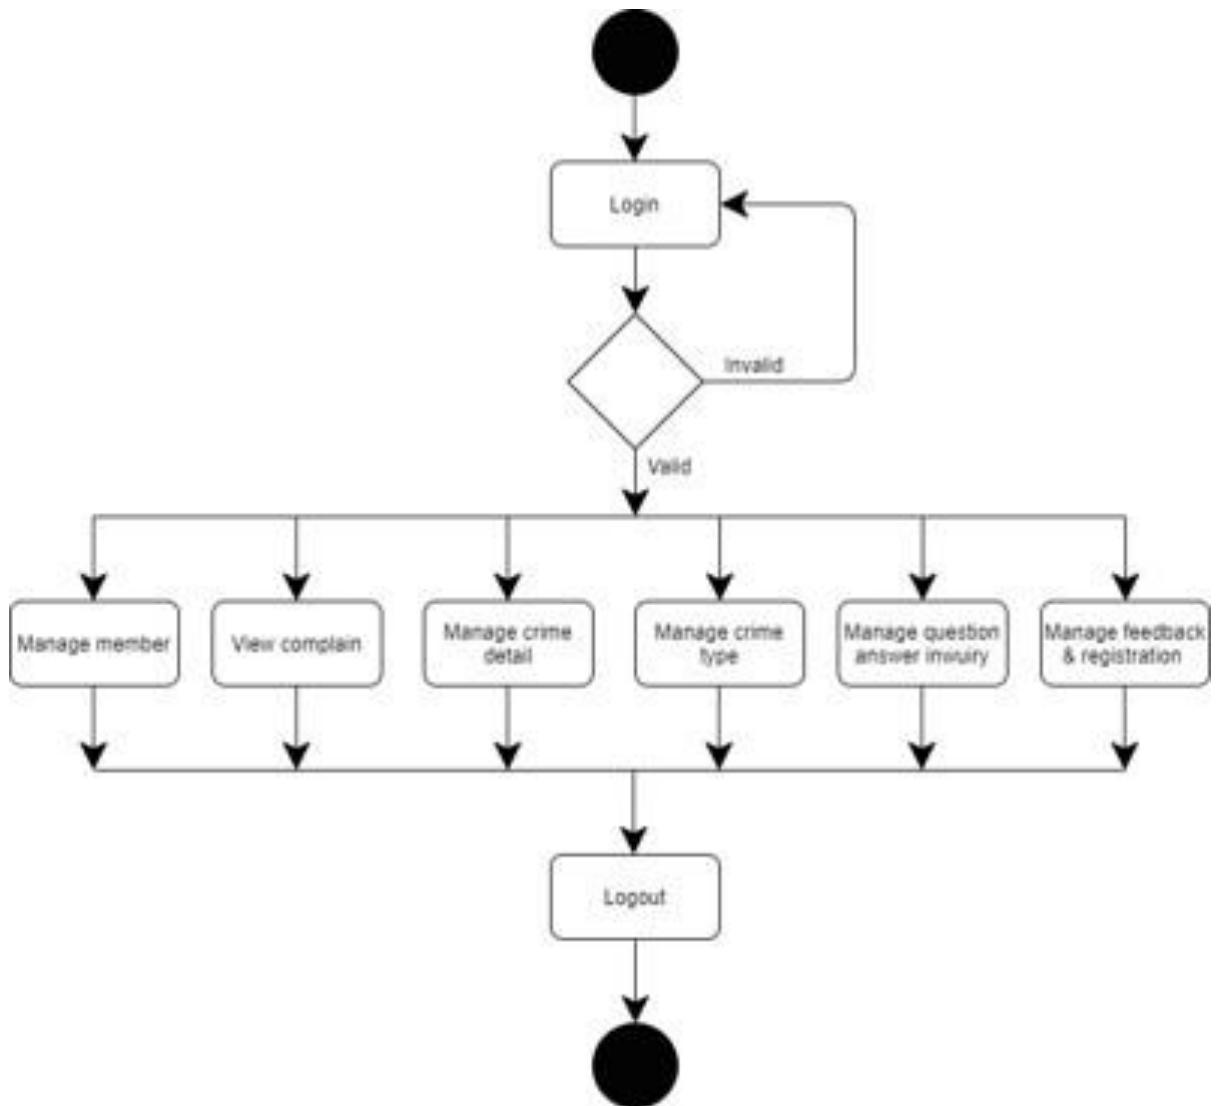 Login
Invalid
Valid
Manage member
View complain
Manage crime
detail
Manage crime
type
Manage question
answer inwuiry
Manage feedback
& registration
Logout